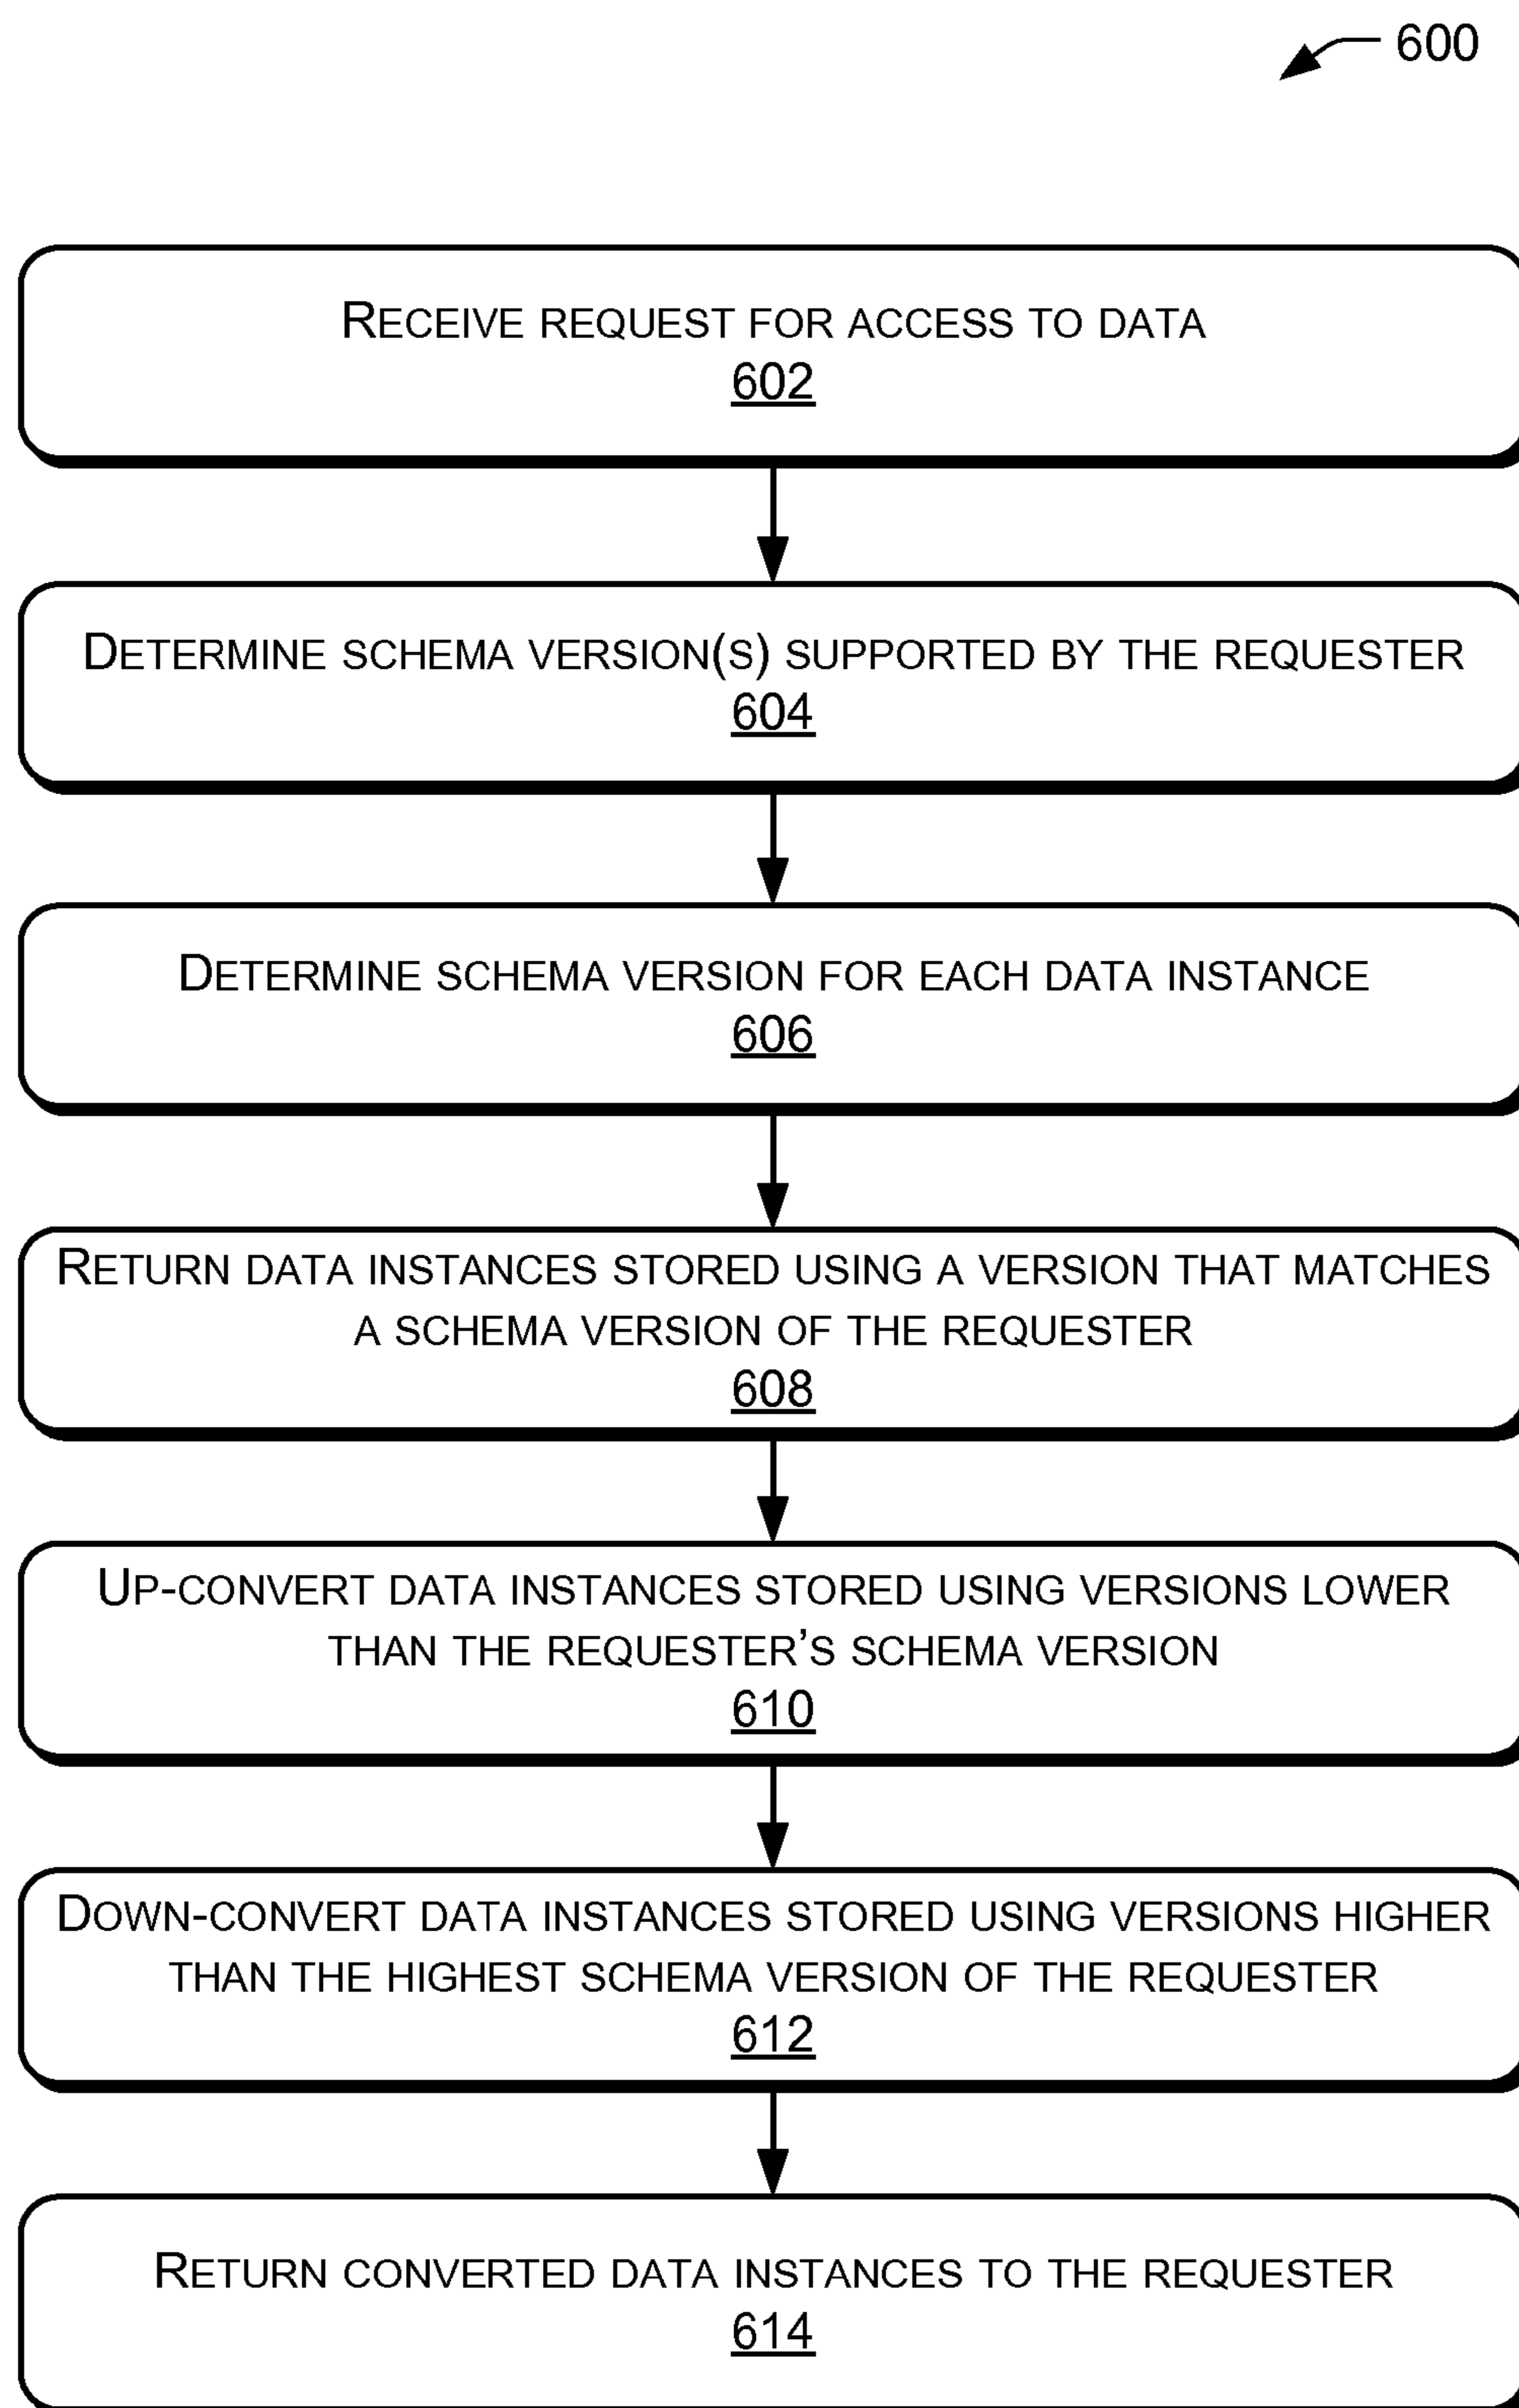 600
RECEIVE REQUEST FOR ACCESS TO DATA
602
DETERMINE SCHEMA VERSION(S) SUPPORTED BY THE REQUESTER
604
DETERMINE SCHEMA VERSION FOR EACH DATA INSTANCE
606
RETURN DATA INSTANCES STORED USING A VERSION THAT MATCHES
A SCHEMA VERSION OF THE REQUESTER
608
UP-CONVERT DATA INSTANCES STORED USING VERSIONS LOWER
THAN THE REQUESTER’S SCHEMA VERSION
610
DOWN-CONVERT DATA INSTANCES STORED USING VERSIONS HIGHER
THAN THE HIGHEST SCHEMA VERSION OF THE REQUESTER
612
RETURN CONVERTED DATA INSTANCES TO THE REQUESTER
614